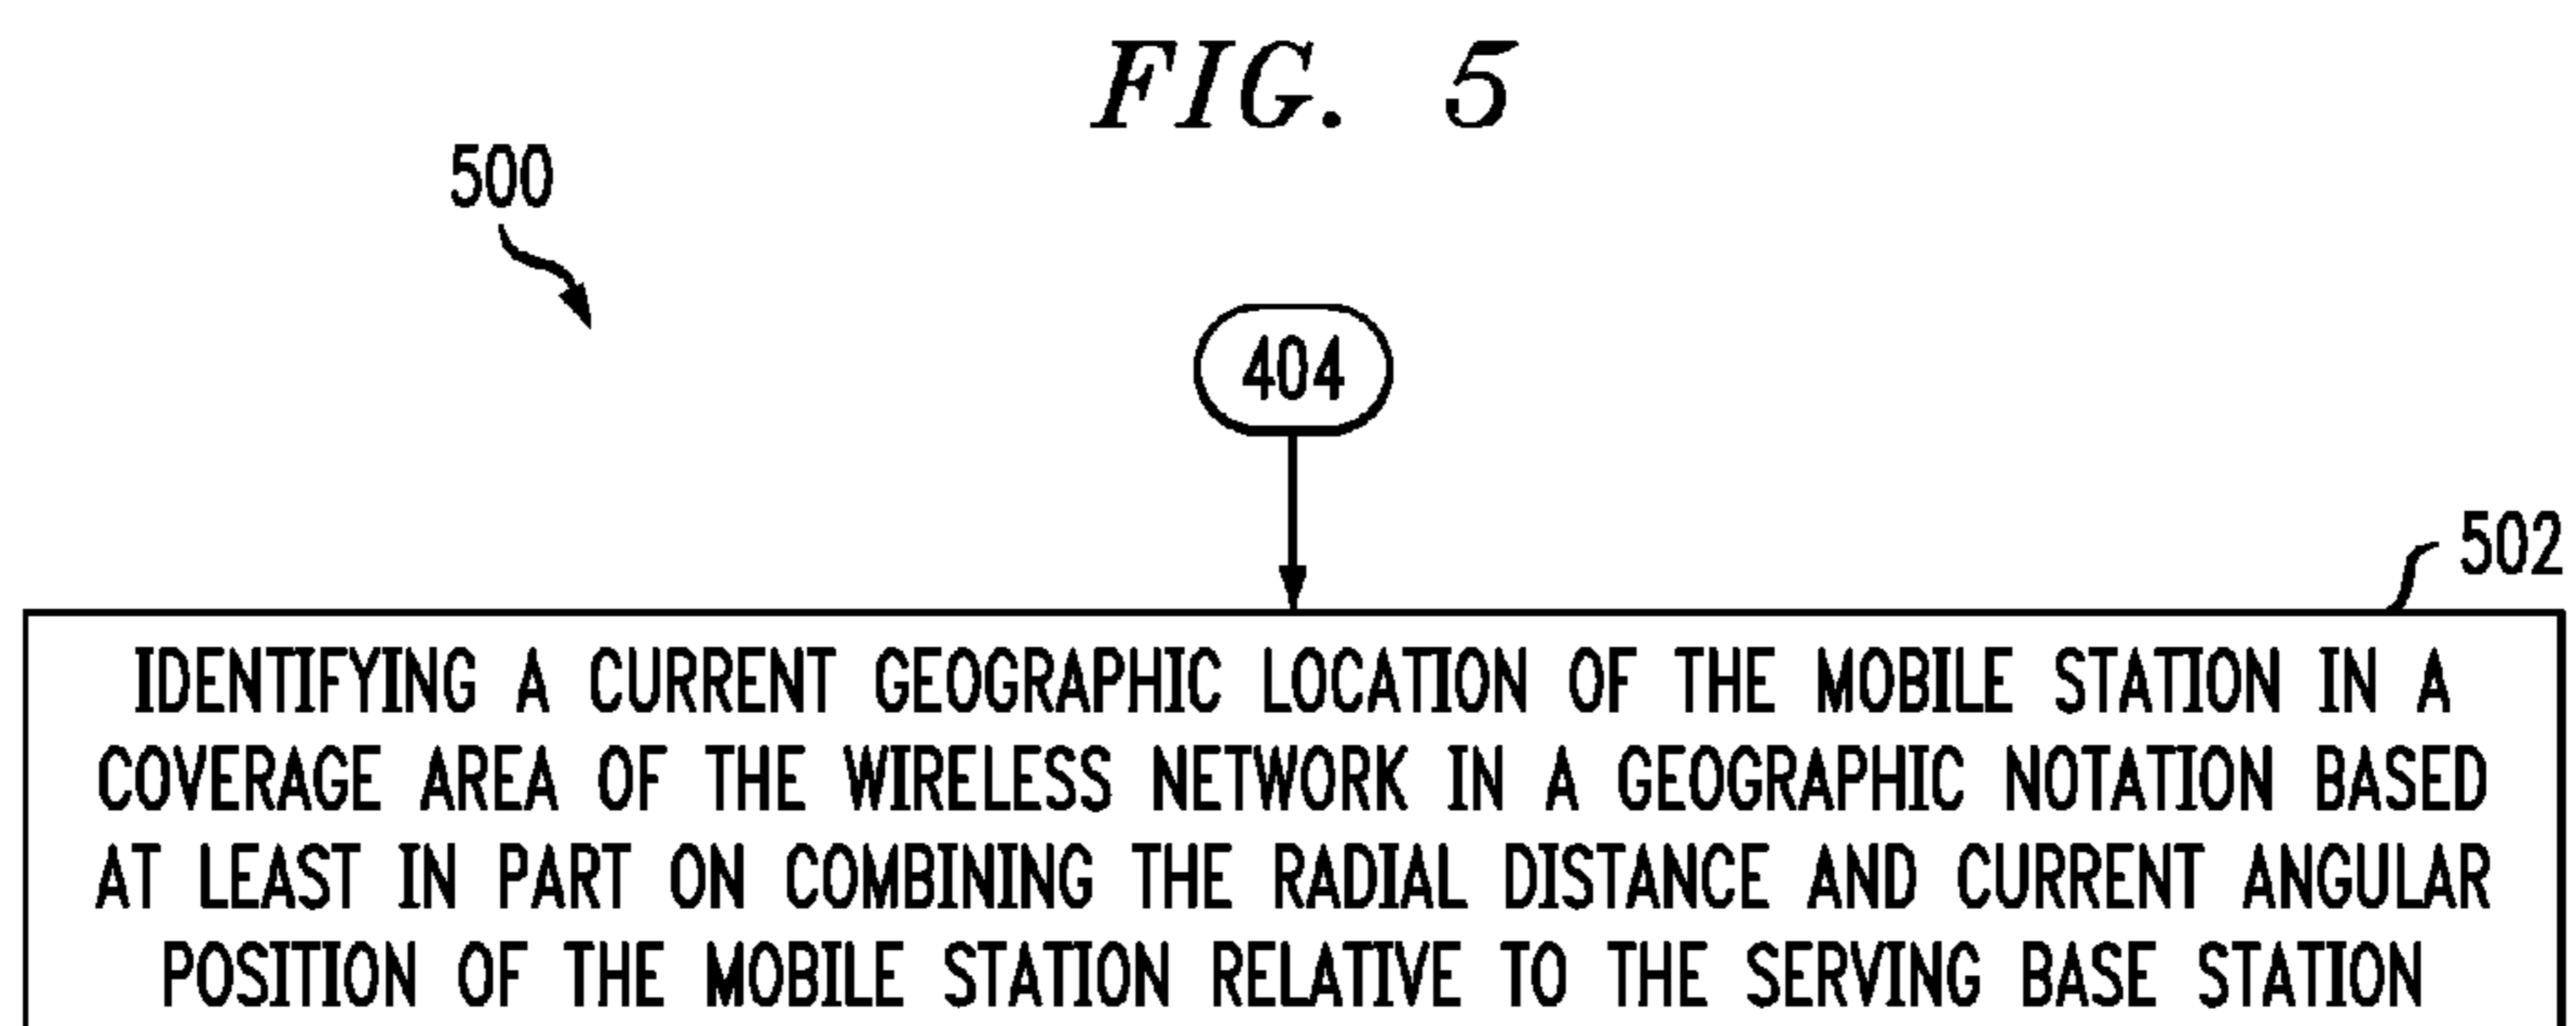 FIG. 5
500
404
502
IDENTIFYING A CURRENT GEOGRAPHIC LOCATION OF THE MOBILE STATION IN A
COVERAGE AREA OF THE WIRELESS NETWORK IN A GEOGRAPHIC NOTATION BASED
AT LEAST IN PART ON COMBINING THE RADIAL DISTANCE AND CURRENT ANGULAR
POSITION OF THE MOBILE STATION RELATIVE TO THE SERVING BASE STATION